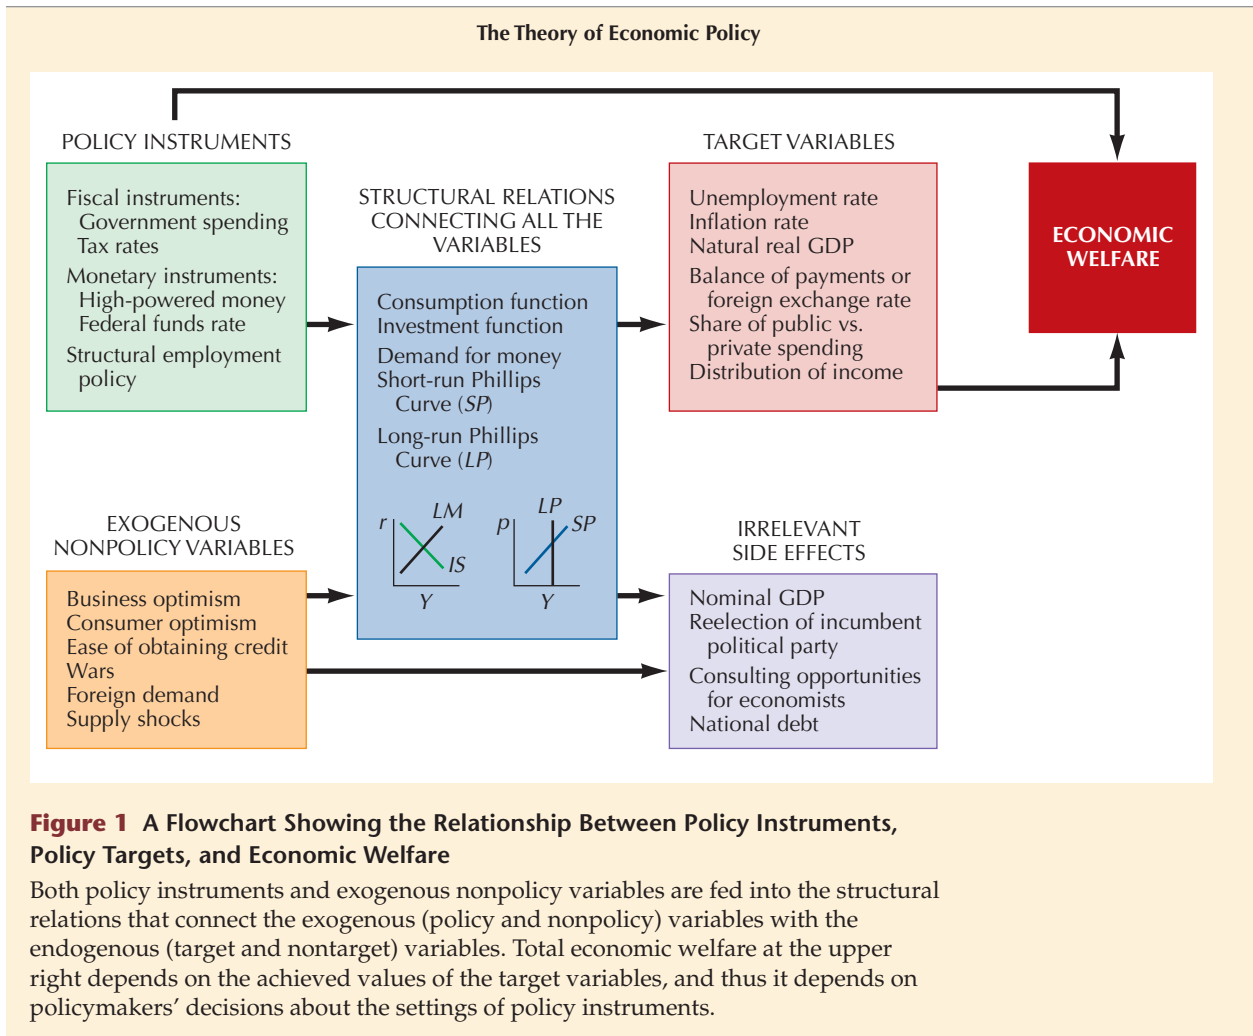 The Theory of Economic Policy
POLICY INSTRUMENTS
Fiscal instruments:
Government spending
Tax rates
Monetary instruments:
High-powered money
Federal funds rate
Structural employment
policy
EXOGENOUS
NONPOLICY VARIABLES
Business optimism
Consumer optimism
Ease of obtaining credit
Wars
Foreign demand
Supply shocks
STRUCTURAL RELATIONS
CONNECTING ALL THE
VARIABLES
Consumption function
Investment function
Demand for money
Short-run Phillips
Curve (SP)
Long-run Phillips
Curve (LP)
r
LM
IS
Y
p
LP
SP
Y
TARGET VARIABLES
Unemployment rate
Inflation rate
Natural real GDP
Balance of payments or
foreign exchange rate
Share of public vs.
private spending
Distribution of income
IRRELEVANT
SIDE EFFECTS
Nominal GDP
Reelection of incumbent
political party
Consulting opportunities
for economists
National debt
ECONOMIC
WELFARE
Figure 1 A Flowchart Showing the Relationship Between Policy Instruments,
Policy Targets, and Economic Welfare
Both policy instruments and exogenous nonpolicy variables are fed into the structural
relations that connect the exogenous (policy and nonpolicy) variables with the
endogenous (target and nontarget) variables. Total economic welfare at the upper
right depends on the achieved values of the target variables, and thus it depends on
policymakers' decisions about the settings of policy instruments.